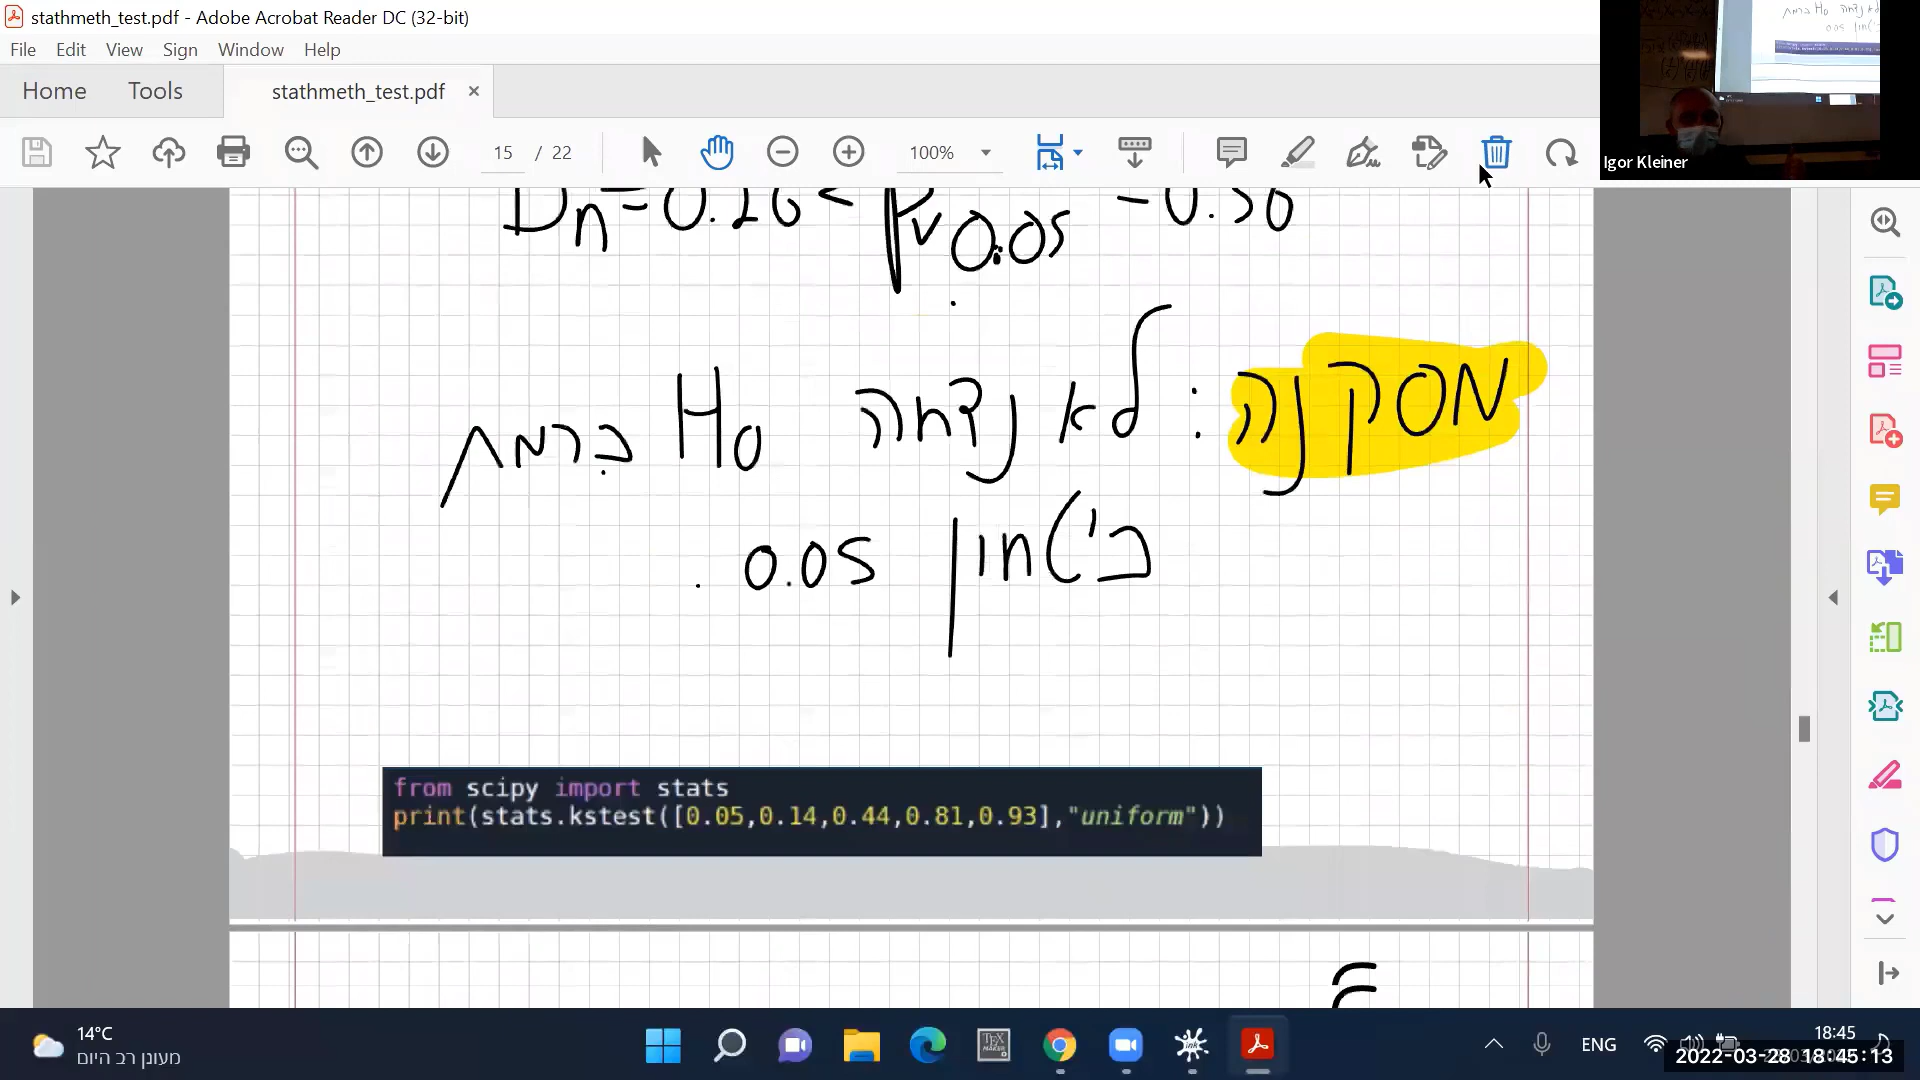 stathmeth_test.pdf - Adobe Acrobat Reader DC (32-bit)
File Edit View Sign Window Help
Home Tools stathmeth_test.pdf ×
15 / 22 100%
Igor Kleiner
מסקנה: לא נדחה H0 ברמת
ביטחון 0.05.
from scipy import stats
print(stats.kstest([0.05,0.14,0.44,0.81,0.93],"uniform"))
14°C
מעונן רב היום
ENG
18:45
2022-03-28 18:45:13